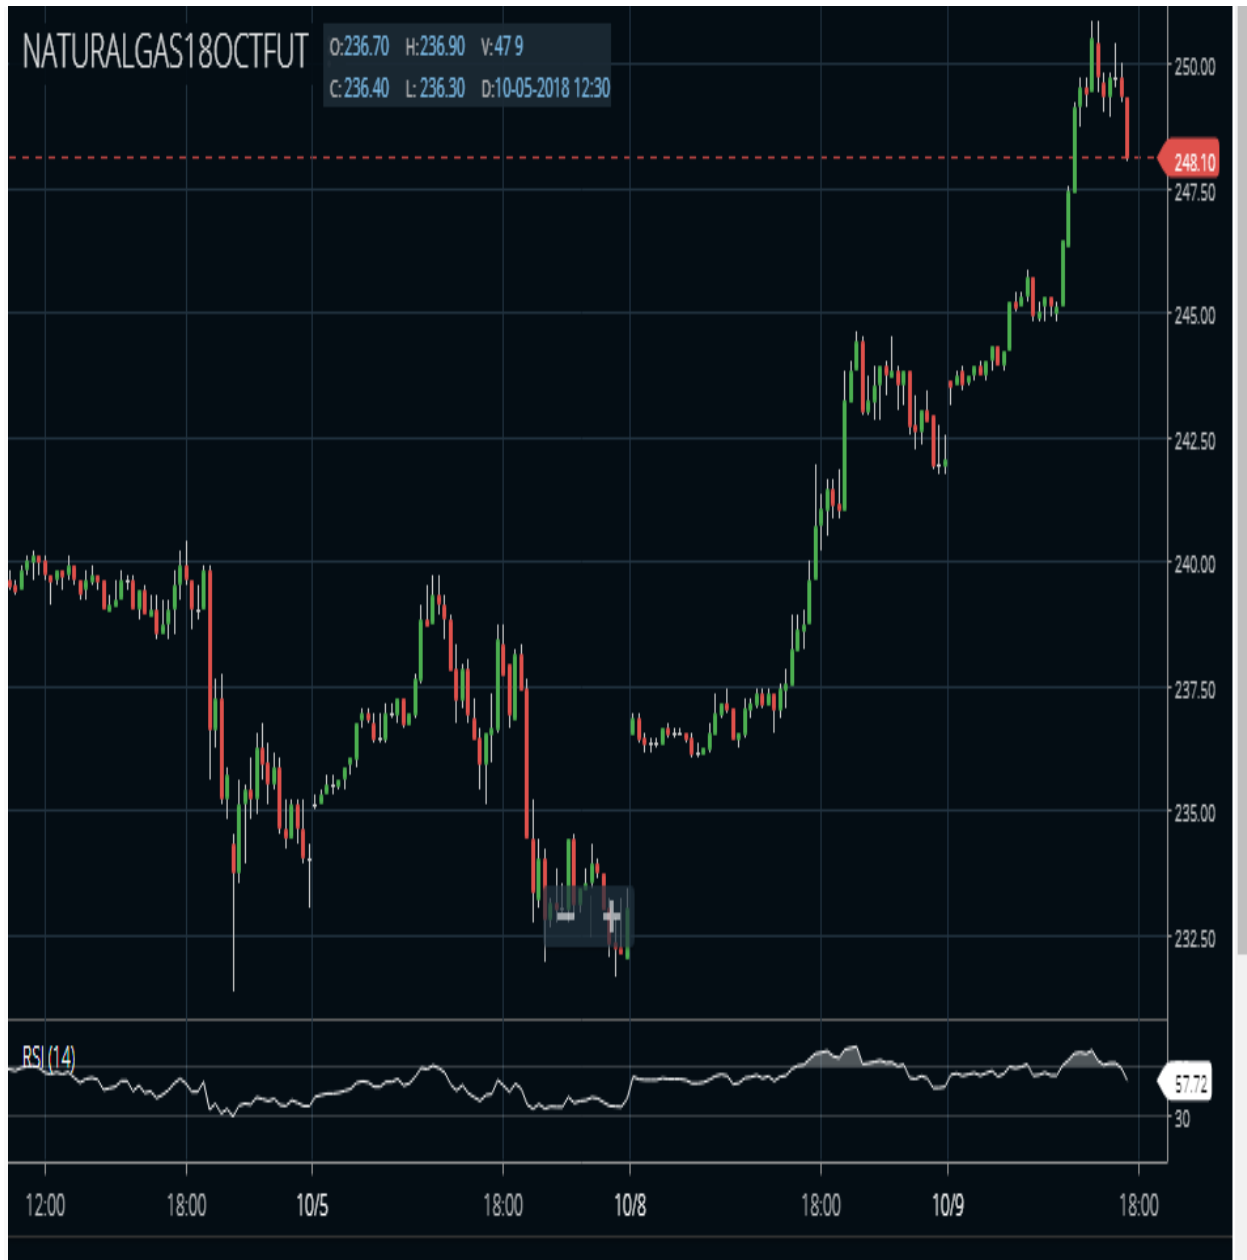 NATURALGAS18OCTFUT
O:236.70 H:236.90 V:47 9
C:236.40 L: 236.30 D:10-05-2018 12:30
250.00
248.10
247.50
245.00
242.50
240.00
237.50
235.00
232.50
− +
RSI (14)
57.72
30
12:00 18:00 10/5 18:00 10/8 18:00 10/9 18:00